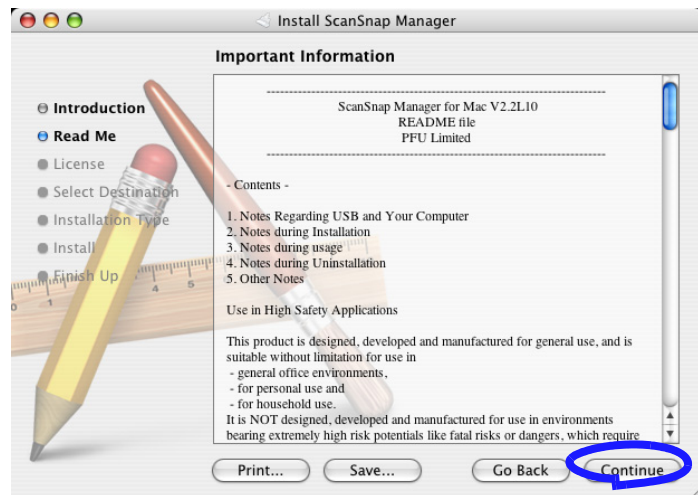 Install ScanSnap Manager
Important Information
Introduction
Read Me
License
Select Destination
Installation Type
Install
Finish Up
0 1 4 5
----------------------------------------------------------------------
ScanSnap Manager for Mac V2.2L10
README file
PFU Limited
----------------------------------------------------------------------
- Contents -
1. Notes Regarding USB and Your Computer
2. Notes during Installation
3. Notes during usage
4. Notes during Uninstallation
5. Other Notes
Use in High Safety Applications
This product is designed, developed and manufactured for general use, and is
suitable without limitation for use in
- general office environments,
- for personal use and
- for household use.
It is NOT designed, developed and manufactured for use in environments
bearing extremely high risk potentials like fatal risks or dangers, which require
Print... Save... Go Back Continue